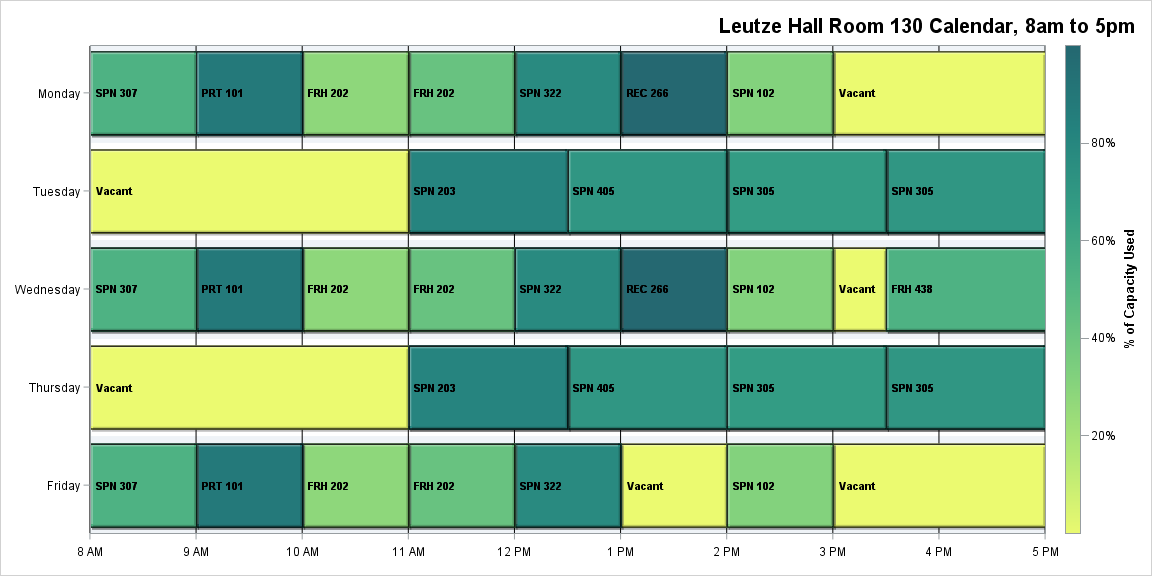 Leutze Hall Room 130 Calendar, 8am to 5pm
Monday
SPN 307
PRT 101
FRH 202
FRH 202
SPN 322
REC 266
SPN 102
Vacant
Tuesday
Vacant
SPN 203
SPN 405
SPN 305
SPN 305
Wednesday
SPN 307
PRT 101
FRH 202
FRH 202
SPN 322
REC 266
SPN 102
Vacant
FRH 438
Thursday
Vacant
SPN 203
SPN 405
SPN 305
SPN 305
Friday
SPN 307
PRT 101
FRH 202
FRH 202
SPN 322
Vacant
SPN 102
Vacant
8 AM
9 AM
10 AM
11 AM
12 PM
1 PM
2 PM
3 PM
4 PM
5 PM
80%
60%
40%
20%
% of Capacity Used